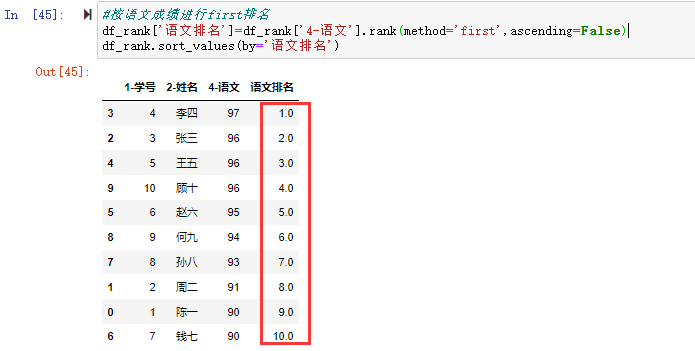 In [45]:
#按语文成绩进行first排名
df_rank['语文排名']=df_rank['4-语文'].rank(method='first',ascending=False)
df_rank.sort_values(by='语文排名')
Out[45]:
1-学号 2-姓名 4-语文 语文排名
3 4 李四 97 1.0
2 3 张三 96 2.0
4 5 王五 96 3.0
9 10 顾十 96 4.0
5 6 赵六 95 5.0
8 9 何九 94 6.0
7 8 孙八 93 7.0
1 2 周二 91 8.0
0 1 陈一 90 9.0
6 7 钱七 90 10.0